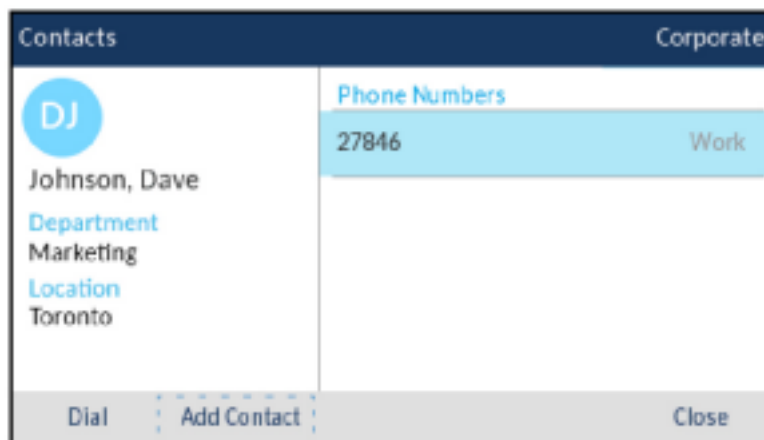 Contacts Corporate
DJ
Johnson, Dave
Department
Marketing
Location
Toronto
Phone Numbers
27846 Work
Dial Add Contact Close